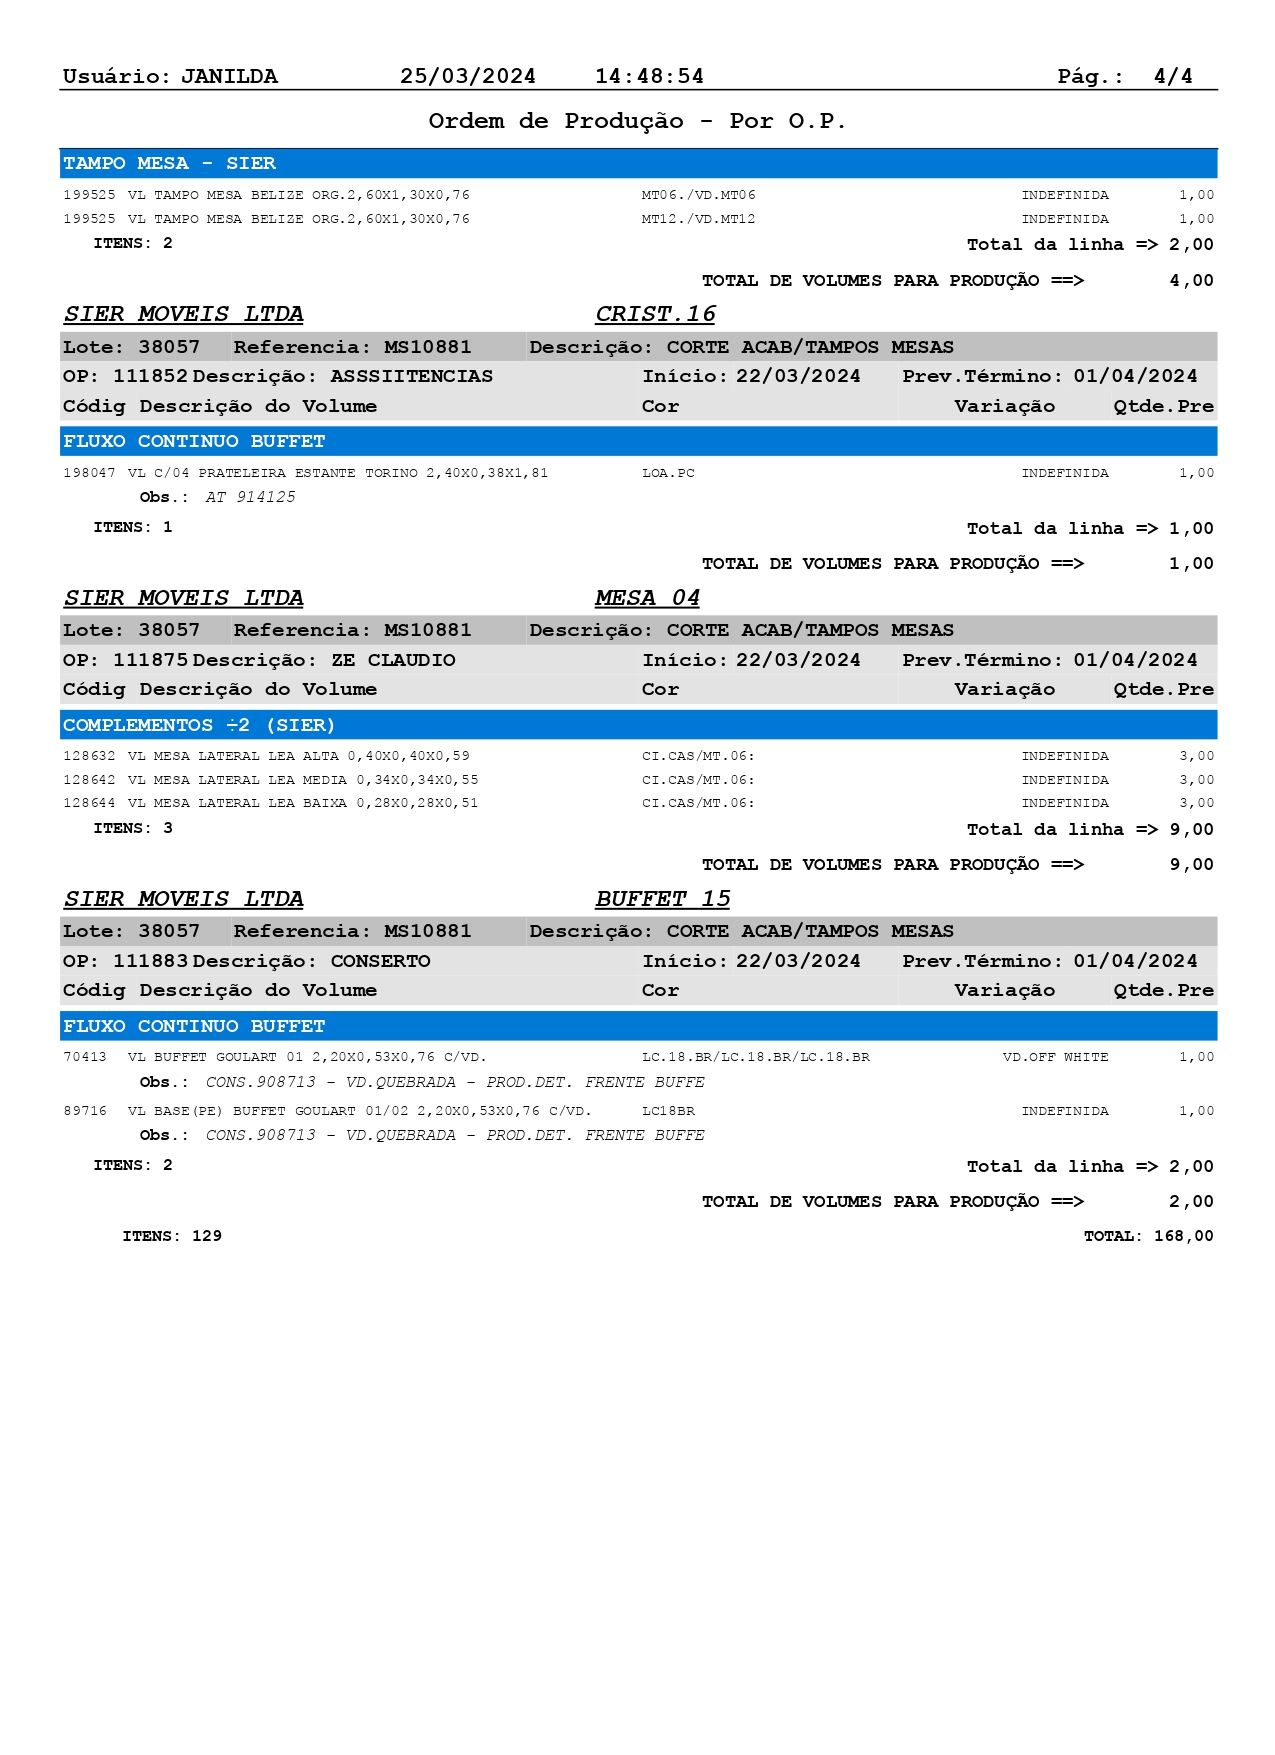 Usuário: JANILDA 25/03/2024 14:48:54 Pág.: 4/4
Ordem de Produção - Por O.P.
TAMPO MESA - SIER
199525 VL TAMPO MESA BELIZE ORG.2,60X1,30X0,76 MT06./VD.MT06 INDEFINIDA 1,00
199525 VL TAMPO MESA BELIZE ORG.2,60X1,30X0,76 MT12./VD.MT12 INDEFINIDA 1,00
ITENS: 2 Total da linha => 2,00
TOTAL DE VOLUMES PARA PRODUÇÃO ==> 4,00
SIER MOVEIS LTDA CRIST.16
Lote: 38057 Referencia: MS10881 Descrição: CORTE ACAB/TAMPOS MESAS
OP: 111852 Descrição: ASSSIITENCIAS Início: 22/03/2024 Prev.Término: 01/04/2024
Códig Descrição do Volume Cor Variação Qtde.Pre
FLUXO CONTINUO BUFFET
198047 VL C/04 PRATELEIRA ESTANTE TORINO 2,40X0,38X1,81 LOA.PC INDEFINIDA 1,00
Obs.: AT 914125
ITENS: 1 Total da linha => 1,00
TOTAL DE VOLUMES PARA PRODUÇÃO ==> 1,00
SIER MOVEIS LTDA MESA 04
Lote: 38057 Referencia: MS10881 Descrição: CORTE ACAB/TAMPOS MESAS
OP: 111875 Descrição: ZE CLAUDIO Início: 22/03/2024 Prev.Término: 01/04/2024
Códig Descrição do Volume Cor Variação Qtde.Pre
COMPLEMENTOS ÷2 (SIER)
128632 VL MESA LATERAL LEA ALTA 0,40X0,40X0,59 CI.CAS/MT.06: INDEFINIDA 3,00
128642 VL MESA LATERAL LEA MEDIA 0,34X0,34X0,55 CI.CAS/MT.06: INDEFINIDA 3,00
128644 VL MESA LATERAL LEA BAIXA 0,28X0,28X0,51 CI.CAS/MT.06: INDEFINIDA 3,00
ITENS: 3 Total da linha => 9,00
TOTAL DE VOLUMES PARA PRODUÇÃO ==> 9,00
SIER MOVEIS LTDA BUFFET 15
Lote: 38057 Referencia: MS10881 Descrição: CORTE ACAB/TAMPOS MESAS
OP: 111883 Descrição: CONSERTO Início: 22/03/2024 Prev.Término: 01/04/2024
Códig Descrição do Volume Cor Variação Qtde.Pre
FLUXO CONTINUO BUFFET
70413 VL BUFFET GOULART 01 2,20X0,53X0,76 C/VD. LC.18.BR/LC.18.BR/LC.18.BR VD.OFF WHITE 1,00
Obs.: CONS.908713 - VD.QUEBRADA - PROD.DET. FRENTE BUFFE
89716 VL BASE(PE) BUFFET GOULART 01/02 2,20X0,53X0,76 C/VD. LC18BR INDEFINIDA 1,00
Obs.: CONS.908713 - VD.QUEBRADA - PROD.DET. FRENTE BUFFE
ITENS: 2 Total da linha => 2,00
TOTAL DE VOLUMES PARA PRODUÇÃO ==> 2,00
ITENS: 129 TOTAL: 168,00